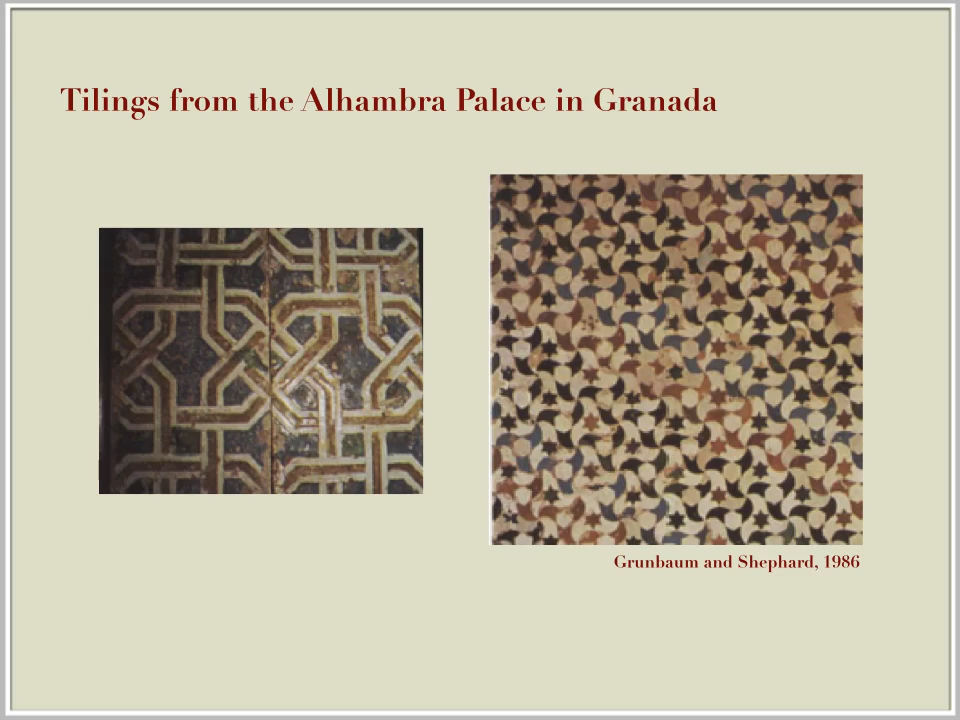 Tilings from the Alhambra Palace in Granada
Grunbaum and Shephard, 1986